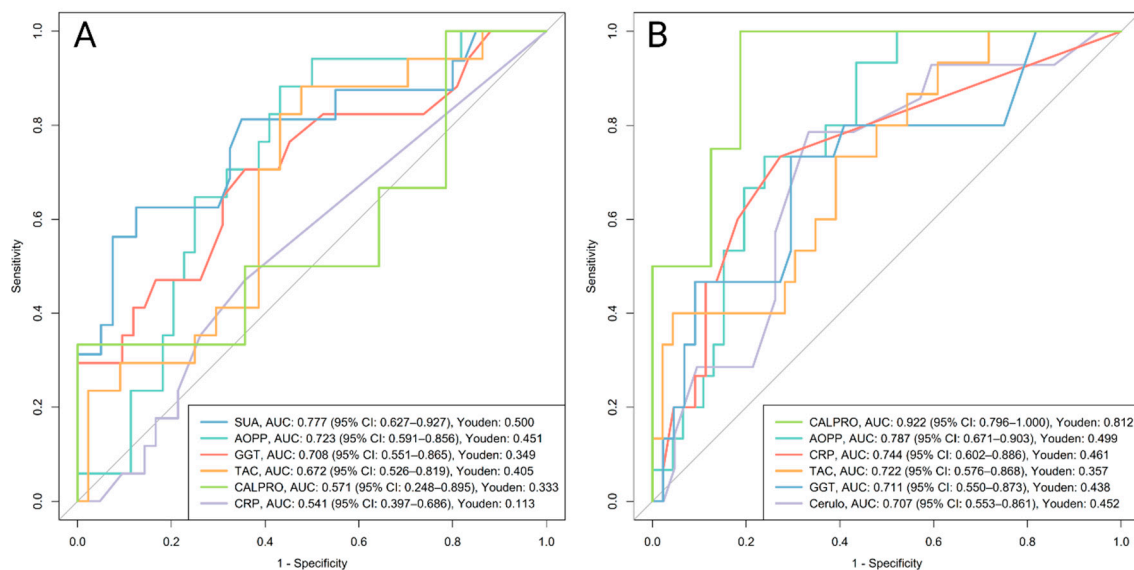 A
Sensitivity
1.0
0.8
0.6
0.4
0.2
0.0
SUA, AUC: 0.777 (95% CI: 0.627–0.927), Youden: 0.500
AOPP, AUC: 0.723 (95% CI: 0.591–0.856), Youden: 0.451
GGT, AUC: 0.708 (95% CI: 0.551–0.865), Youden: 0.349
TAC, AUC: 0.672 (95% CI: 0.526–0.819), Youden: 0.405
CALPRO, AUC: 0.571 (95% CI: 0.248–0.895), Youden: 0.333
CRP, AUC: 0.541 (95% CI: 0.397–0.686), Youden: 0.113
0.0 0.2 0.4 0.6 0.8 1.0
1 - Specificity
B
Sensitivity
1.0
0.8
0.6
0.4
0.2
0.0
CALPRO, AUC: 0.922 (95% CI: 0.796–1.000), Youden: 0.812
AOPP, AUC: 0.787 (95% CI: 0.671–0.903), Youden: 0.499
CRP, AUC: 0.744 (95% CI: 0.602–0.886), Youden: 0.461
TAC, AUC: 0.722 (95% CI: 0.576–0.868), Youden: 0.357
GGT, AUC: 0.711 (95% CI: 0.550–0.873), Youden: 0.438
Cerulo, AUC: 0.707 (95% CI: 0.553–0.861), Youden: 0.452
0.0 0.2 0.4 0.6 0.8 1.0
1 - Specificity